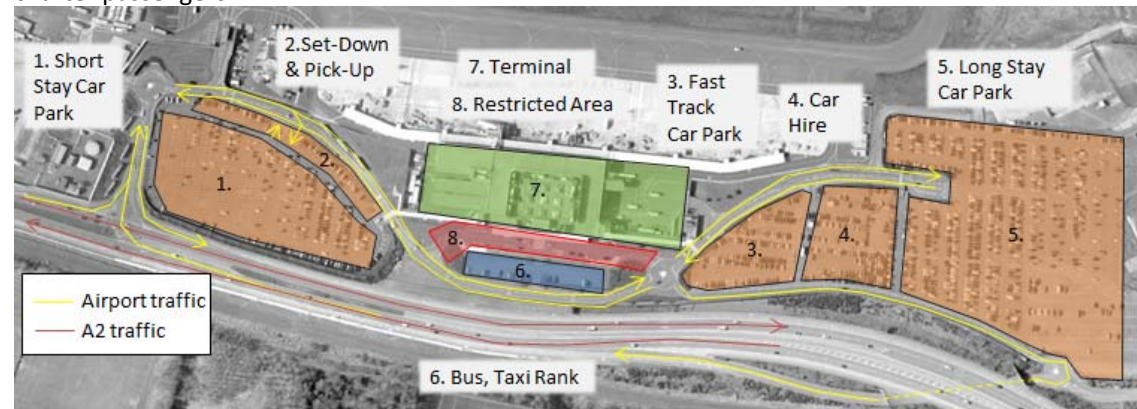 passengers
1. Short
Stay Car
Park
2.Set-Down
& Pick-Up
7. Terminal
8. Restricted Area
3. Fast
Track
Car Park
4. Car
Hire
5. Long Stay
Car Park
1.
2.
7.
8.
6.
3.
4.
5.
Airport traffic
A2 traffic
6. Bus, Taxi Rank